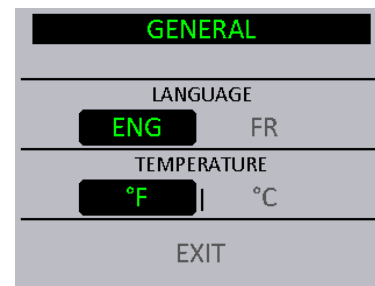 GENERAL
LANGUAGE
ENG FR
TEMPERATURE
°F | °C
EXIT